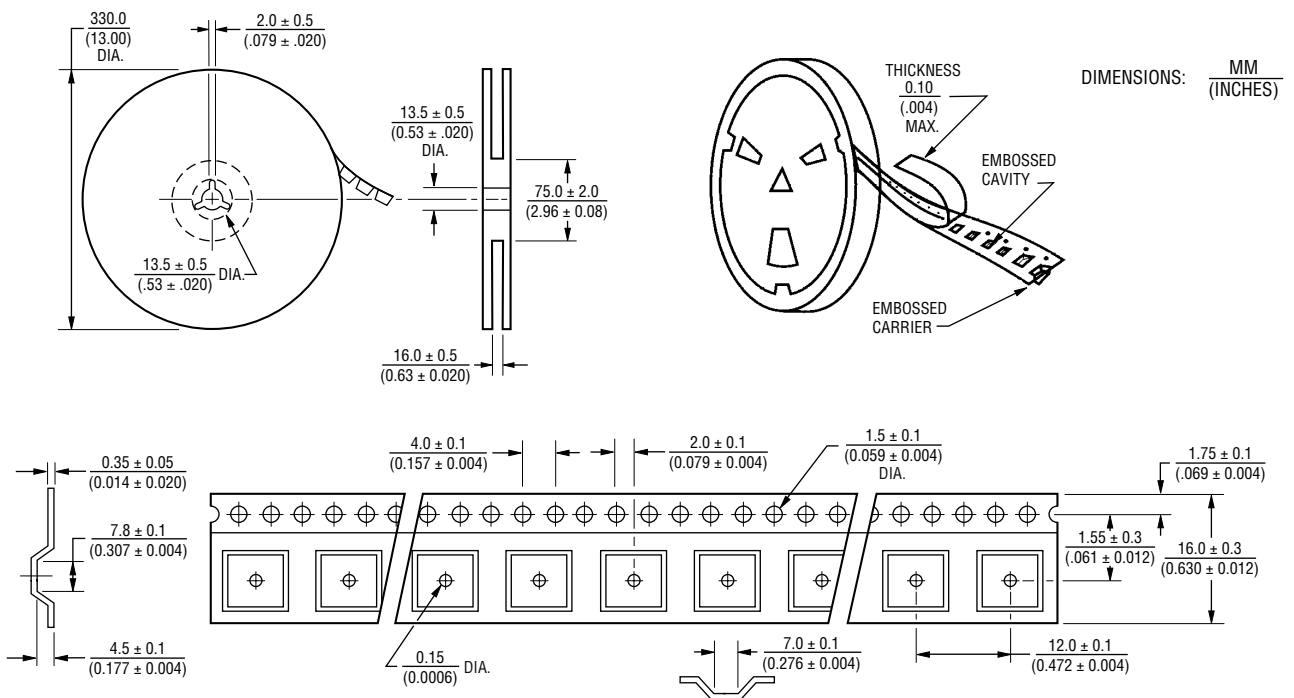 330.0
(13.00)
DIA.
2.0 ± 0.5
(.079 ± .020)
13.5 ± 0.5
(0.53 ± .020)
DIA.
75.0 ± 2.0
(2.96 ± 0.08)
13.5 ± 0.5
(.53 ± .020)
DIA.
16.0 ± 0.5
(0.63 ± 0.020)
THICKNESS
0.10
(.004)
MAX.
EMBOSSED
CAVITY
EMBOSSED
CARRIER
DIMENSIONS:
MM
(INCHES)
0.35 ± 0.05
(0.014 ± 0.020)
7.8 ± 0.1
(0.307 ± 0.004)
4.5 ± 0.1
(0.177 ± 0.004)
4.0 ± 0.1
(0.157 ± 0.004)
2.0 ± 0.1
(0.079 ± 0.004)
1.5 ± 0.1
(0.059 ± 0.004)
DIA.
1.75 ± 0.1
(.069 ± 0.004)
1.55 ± 0.3
(.061 ± 0.012)
16.0 ± 0.3
(0.630 ± 0.012)
0.15
(0.0006)
DIA.
7.0 ± 0.1
(0.276 ± 0.004)
12.0 ± 0.1
(0.472 ± 0.004)